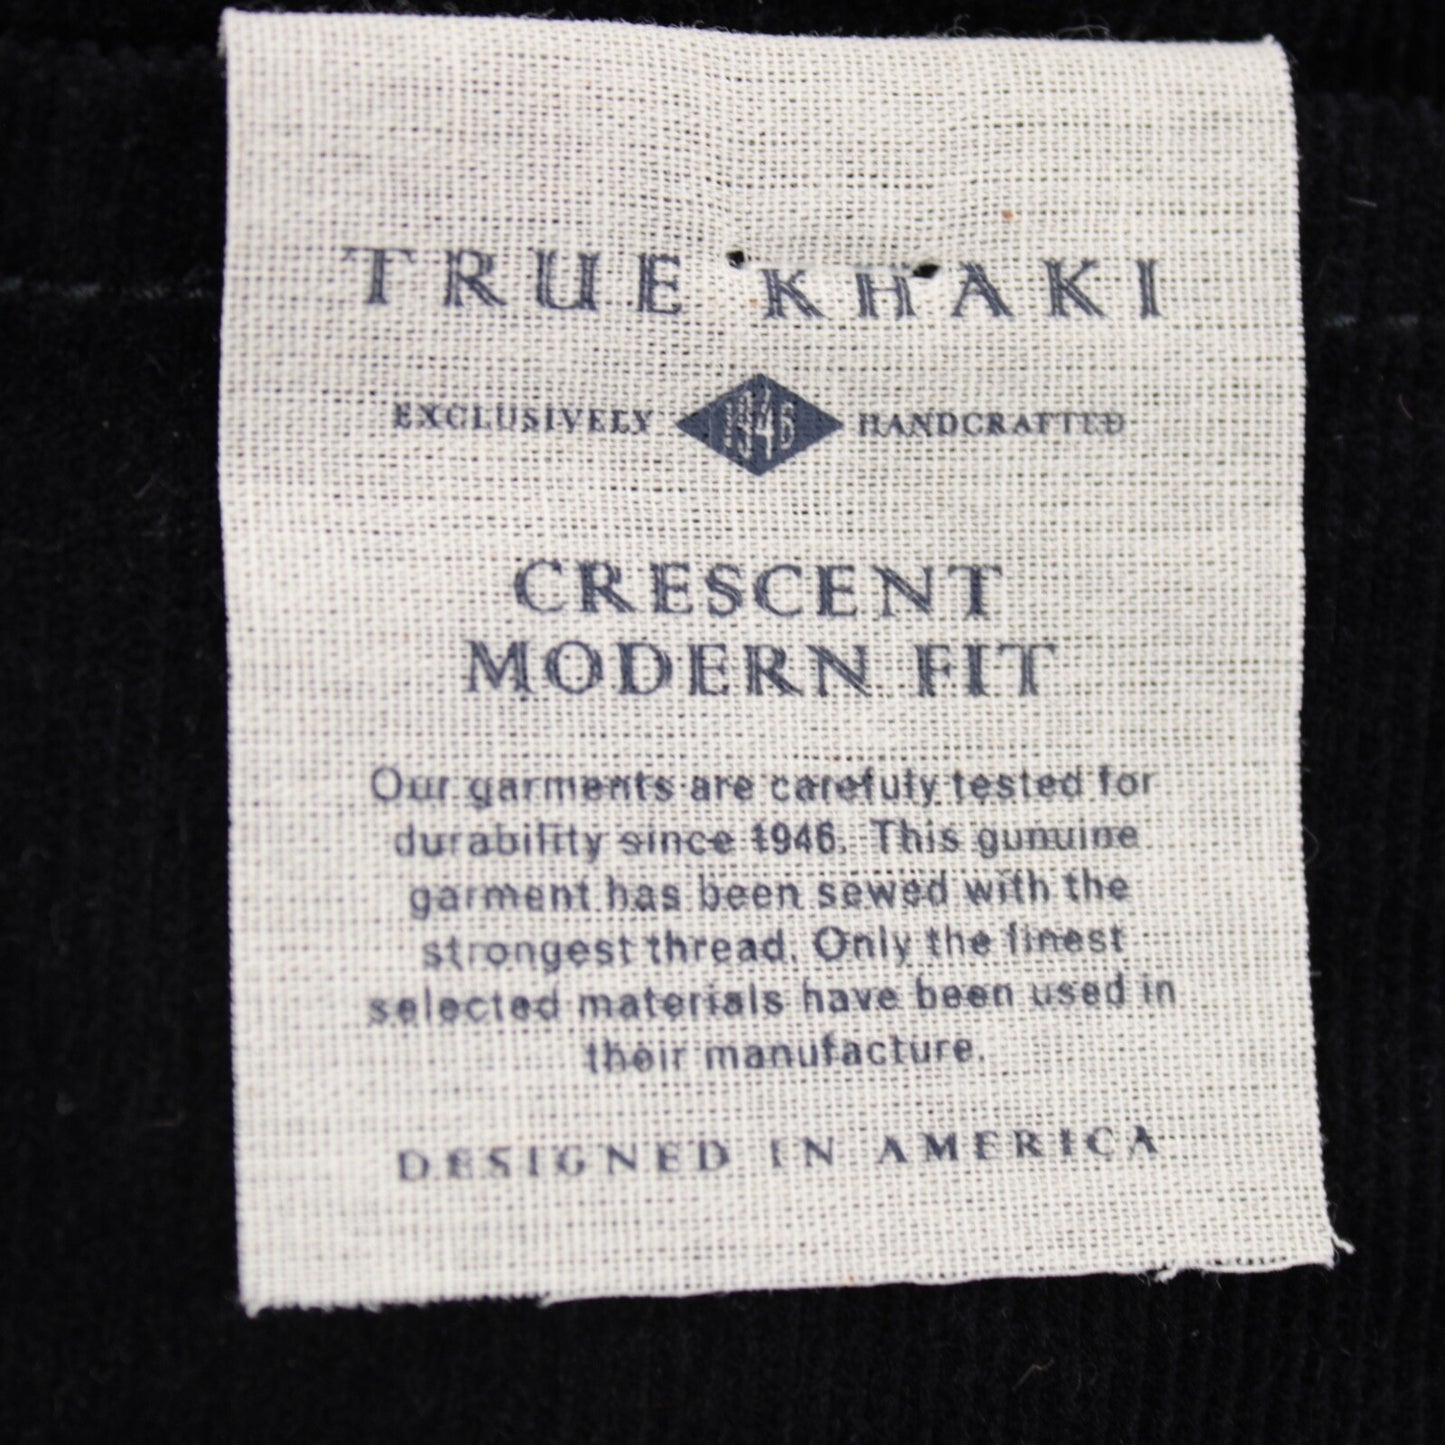 TRUE KHAKI
EXCLUSIVELY 1946 HANDCRAFTED
CRESCENT
MODERN FIT
Our garments are carefuly tested for
durability since 1946. This gunuine
garment has been sewed with the
strongest thread. Only the finest
selected materials have been used in
their manufacture.
DESIGNED IN AMERICA